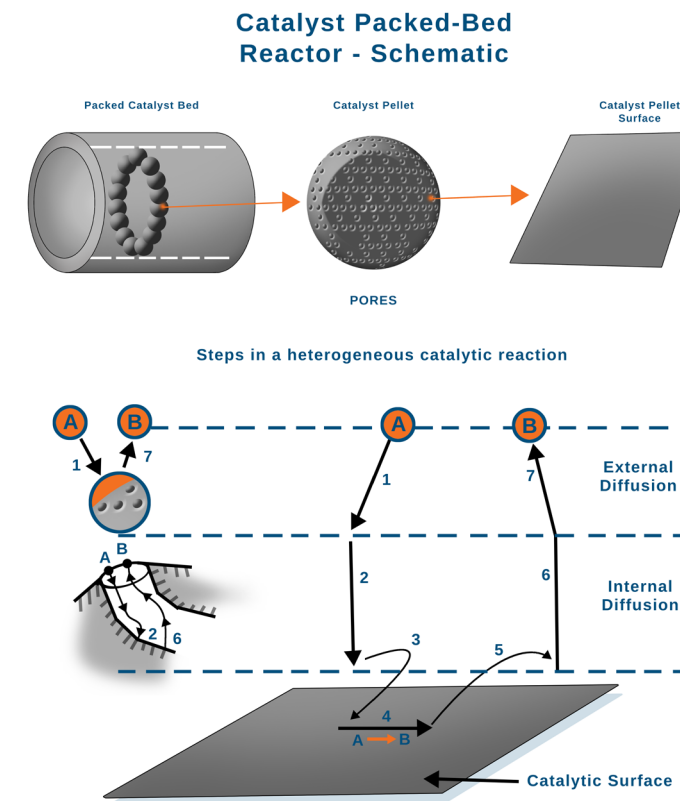 Catalyst Packed-Bed
Reactor - Schematic
Packed Catalyst Bed
Catalyst Pellet
Catalyst Pellet
Surface
PORES
Steps in a heterogeneous catalytic reaction
A
B
A
B
1
7
1
7
External
Diffusion
A
B
2
6
2
6
Internal
Diffusion
3
5
4
A
B
Catalytic Surface